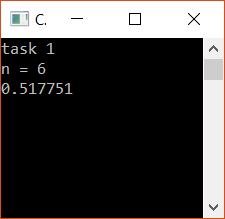 C.
task 1
n = 6
0.517751